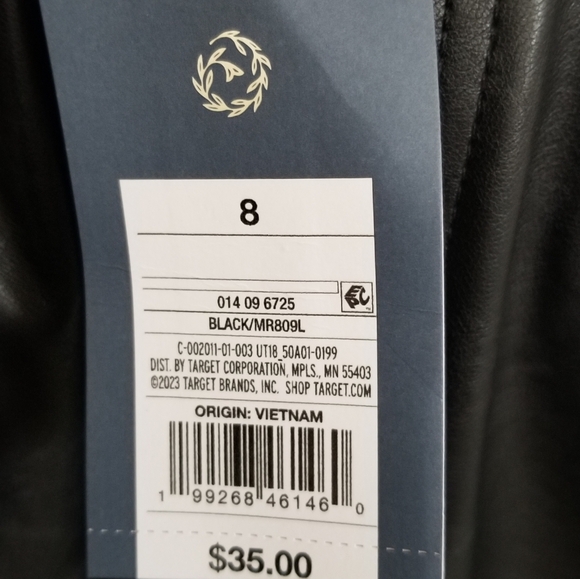 8
014 09 6725
BLACK/MR809L
C-002011-01-003 UT18_50A01-0199
DIST. BY TARGET CORPORATION, MPLS., MN 55403
©2023 TARGET BRANDS, INC. SHOP TARGET.COM
ORIGIN: VIETNAM
1 99268 46146 0
$35.00